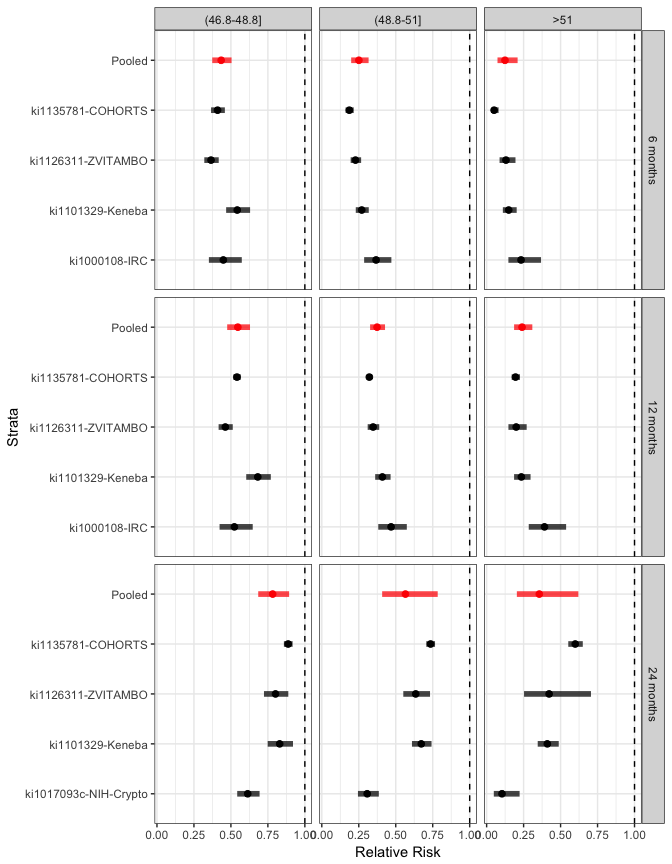 (46.8-48.8]
(48.8-51]
>51
Pooled
ki1135781-COHORTS
ki1126311-ZVITAMBO
ki1101329-Keneba
ki1000108-IRC
6 months
Pooled
ki1135781-COHORTS
ki1126311-ZVITAMBO
ki1101329-Keneba
ki1000108-IRC
12 months
Pooled
ki1135781-COHORTS
ki1126311-ZVITAMBO
ki1101329-Keneba
ki1017093c-NIH-Crypto
24 months
Strata
0.00 0.25 0.50 0.75 1.00
0.00 0.25 0.50 0.75 1.00
0.00 0.25 0.50 0.75 1.00
Relative Risk